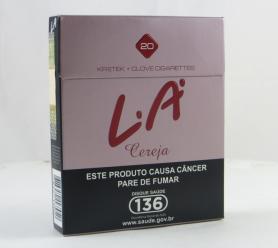 20
KRETEK • CLOVE CIGARETTES
L.A
Cereja
ESTE PRODUTO CAUSA CÂNCER
PARE DE FUMAR
DISQUE SAÚDE
136
www.saude.gov.br